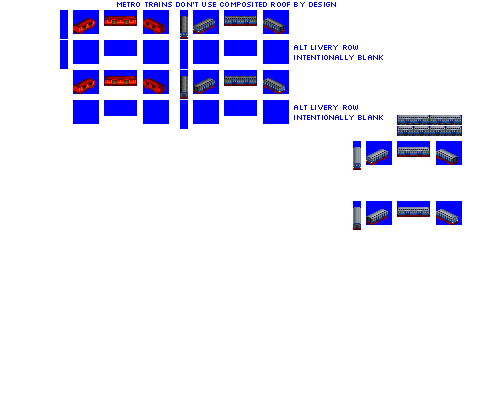 METRO TRAINS DON'T USE COMPOSITED ROOF BY DESIGN
ALT LIVERY ROW
INTENTIONALLY BLANK
ALT LIVERY ROW
INTENTIONALLY BLANK